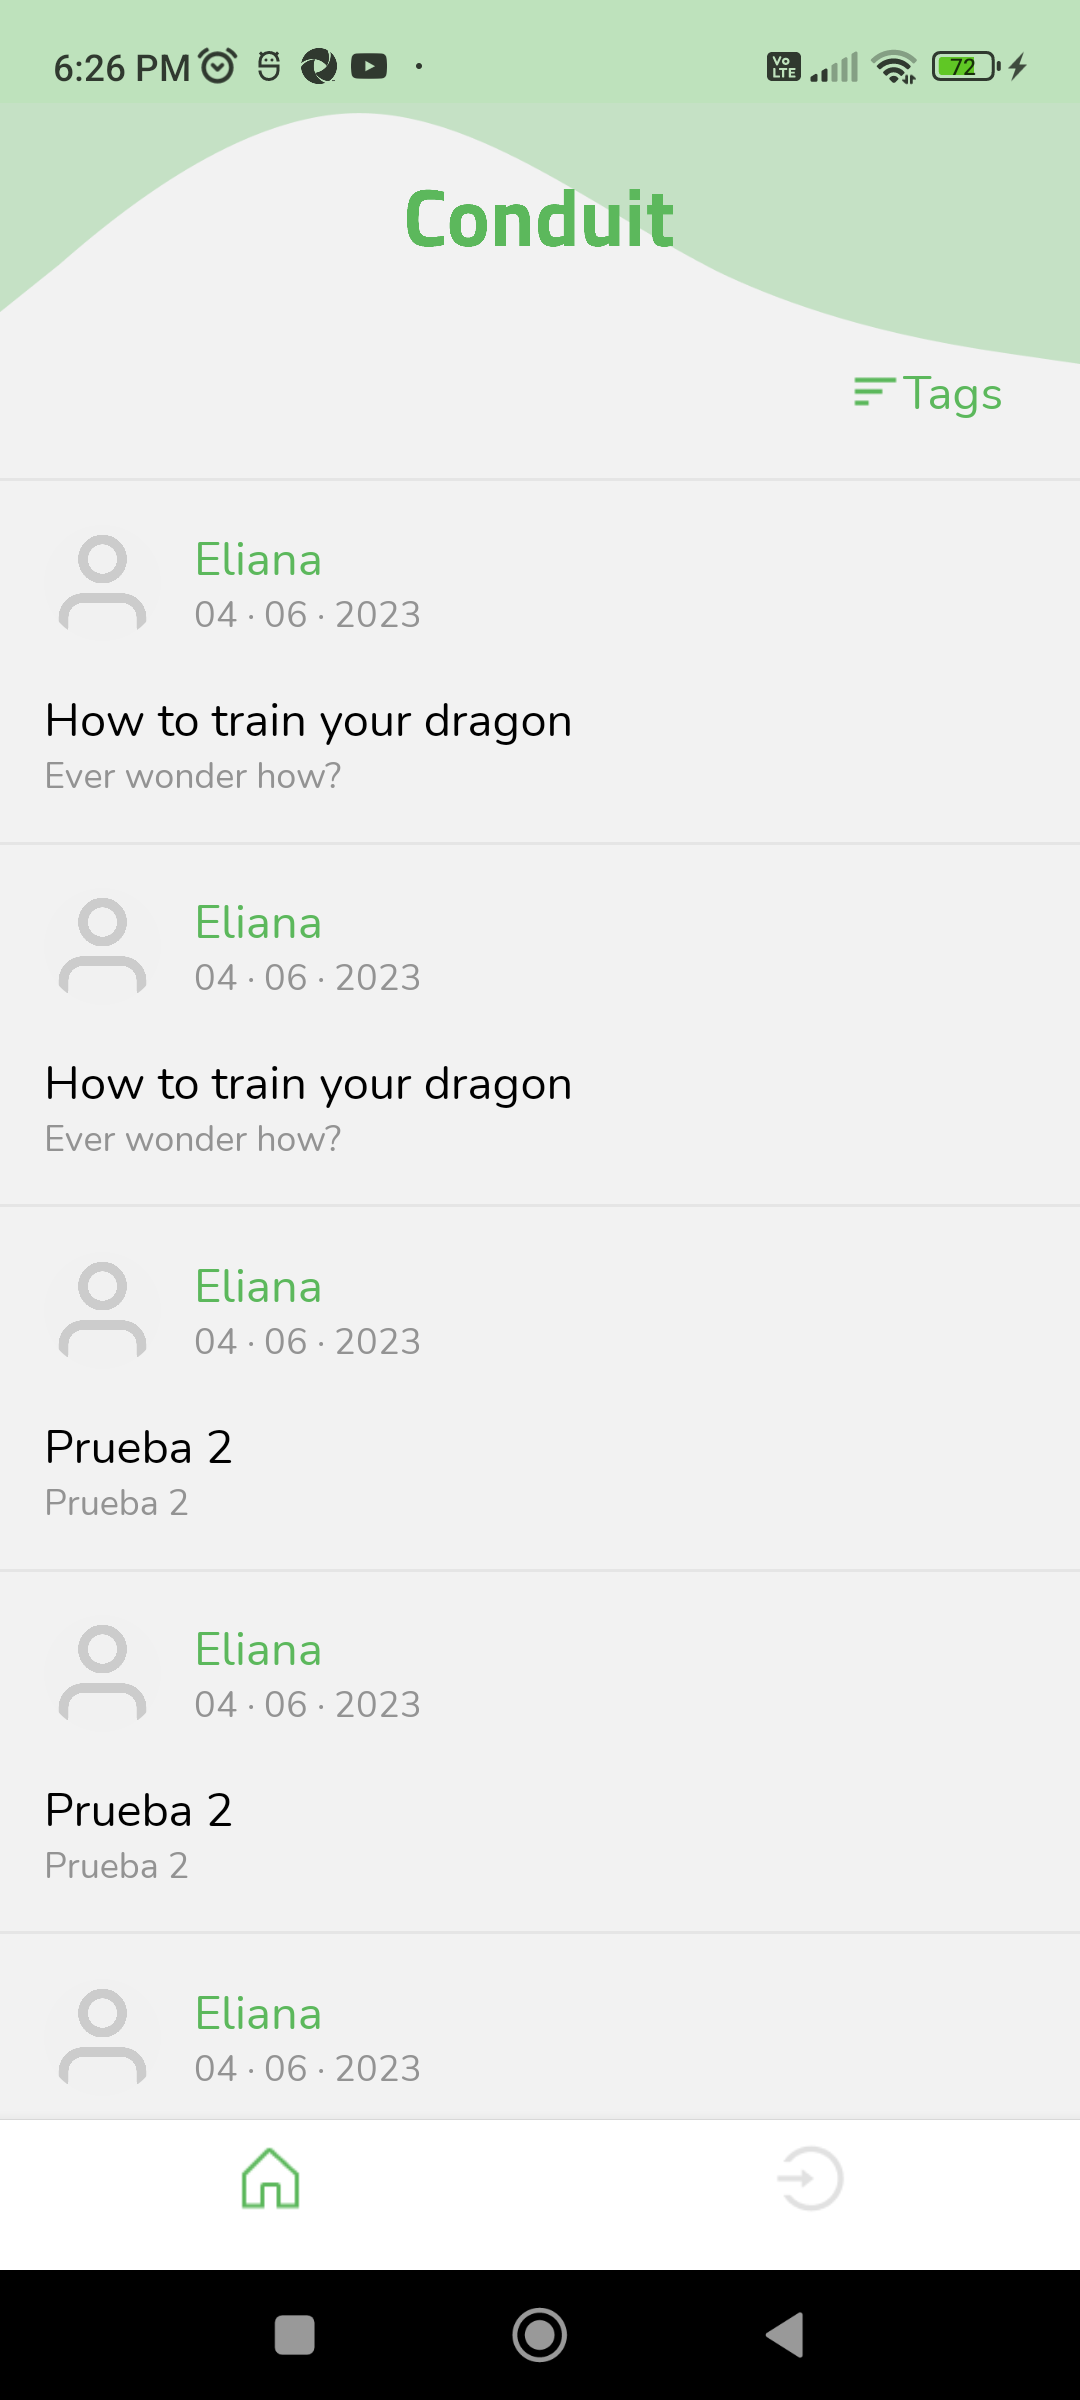 6:26 PM
Vo LTE
72
Conduit
Tags
Eliana
04 · 06 · 2023
How to train your dragon
Ever wonder how?
Eliana
04 · 06 · 2023
How to train your dragon
Ever wonder how?
Eliana
04 · 06 · 2023
Prueba 2
Prueba 2
Eliana
04 · 06 · 2023
Prueba 2
Prueba 2
Eliana
04 · 06 · 2023